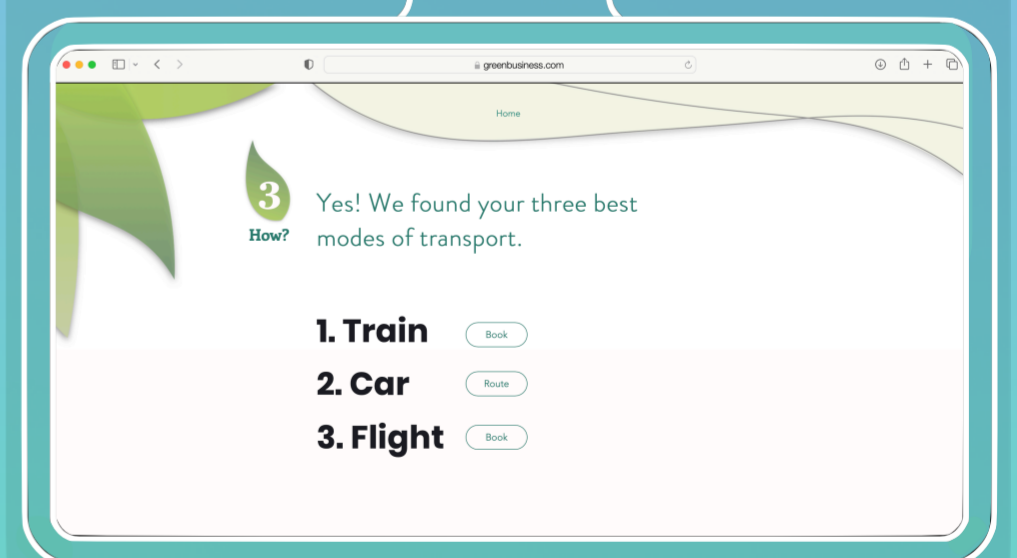 greenbusiness.com
Home
3
How?
Yes! We found your three best
modes of transport.
1. Train
Book
2. Car
Route
3. Flight
Book